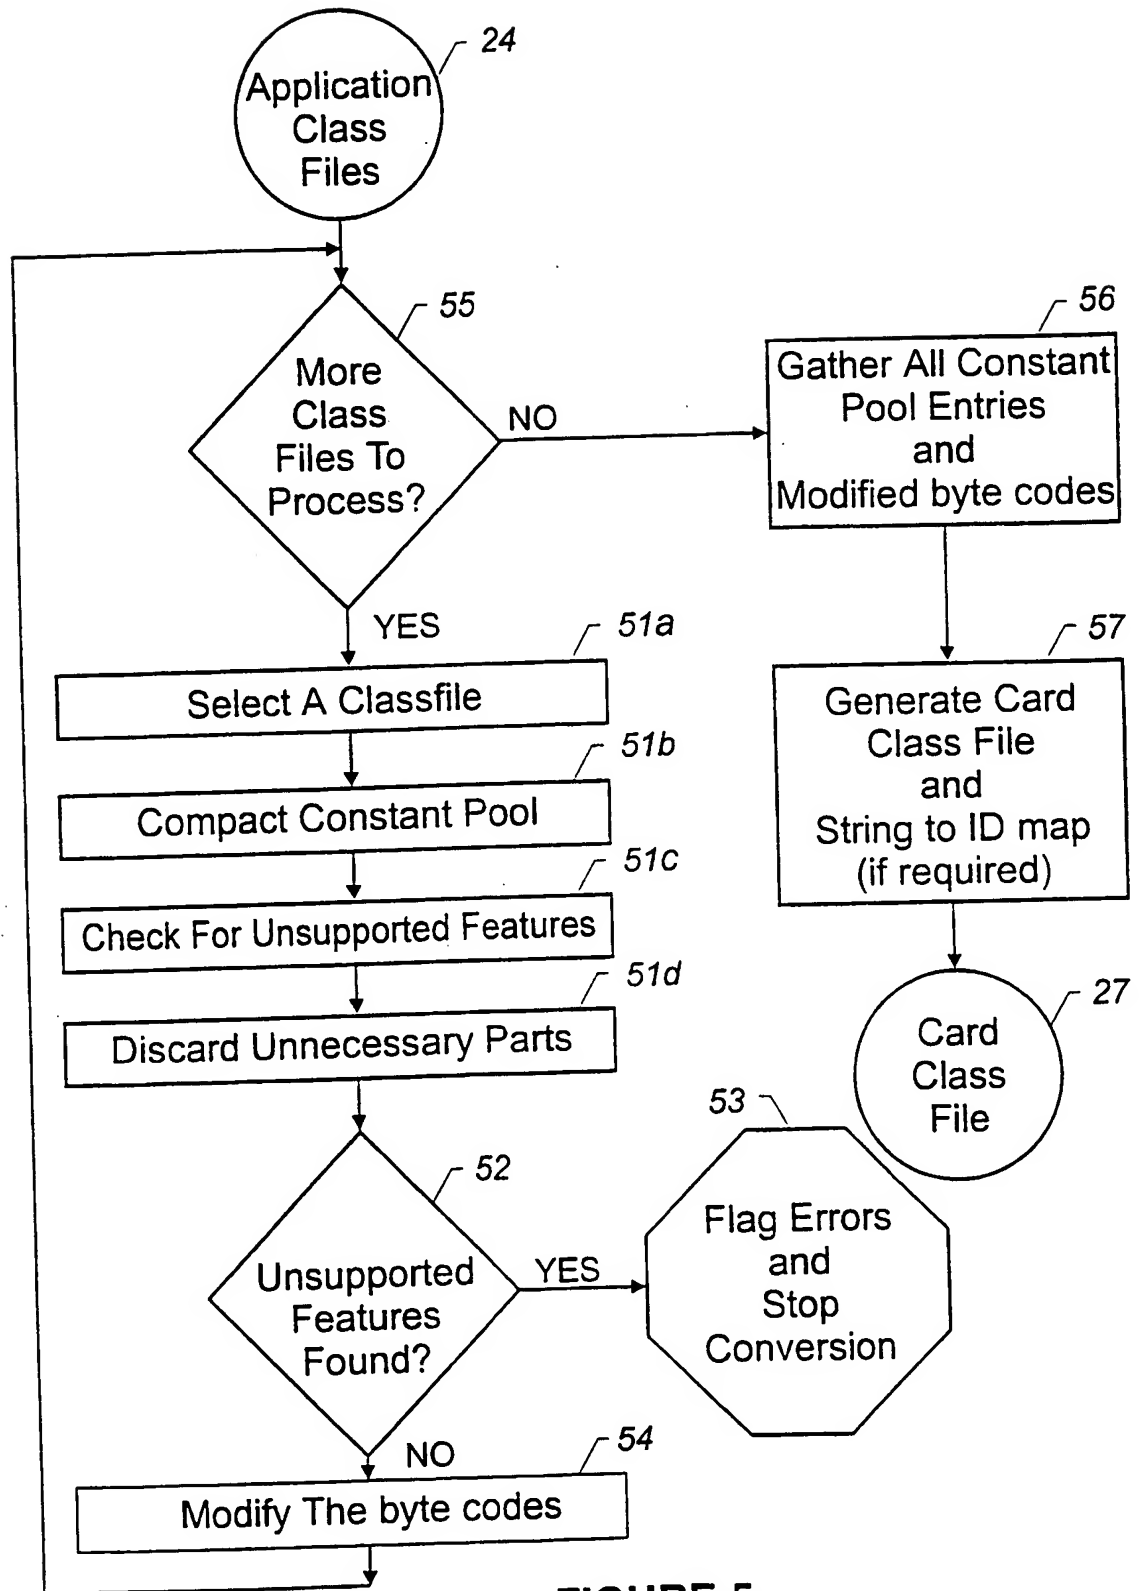 24
Application
Class
Files
55
More
Class
Files To
Process?
NO
YES
56
Gather All Constant
Pool Entries
and
Modified byte codes
51a
Select A Classfile
57
Generate Card
Class File
and
String to ID map
(if required)
51b
Compact Constant Pool
51c
Check For Unsupported Features
51d
Discard Unnecessary Parts
27
Card
Class
File
52
Unsupported
Features
Found?
YES
NO
53
Flag Errors
and
Stop
Conversion
54
Modify The byte codes
FIGURE 5